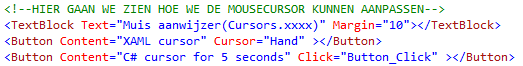 <!--HIER GAAN WE ZIEN HOE WE DE MOUSECURSOR KUNNEN AANPASSEN-->
<TextBlock Text="Muis aanwijzer(Cursors.xxxx)" Margin="10"></TextBlock>
<Button Content="XAML cursor" Cursor="Hand" ></Button>
<Button Content="C# cursor for 5 seconds" Click="Button_Click" ></Button>